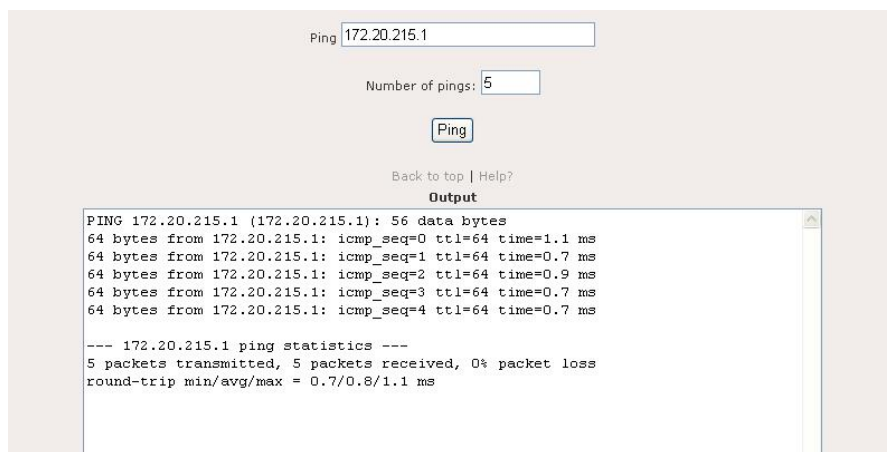 Ping 172.20.215.1
Number of pings: 5
Ping
Back to top | Help?
Output
PING 172.20.215.1 (172.20.215.1): 56 data bytes
64 bytes from 172.20.215.1: icmp_seq=0 ttl=64 time=1.1 ms
64 bytes from 172.20.215.1: icmp_seq=1 ttl=64 time=0.7 ms
64 bytes from 172.20.215.1: icmp_seq=2 ttl=64 time=0.9 ms
64 bytes from 172.20.215.1: icmp_seq=3 ttl=64 time=0.7 ms
64 bytes from 172.20.215.1: icmp_seq=4 ttl=64 time=0.7 ms
--- 172.20.215.1 ping statistics ---
5 packets transmitted, 5 packets received, 0% packet loss
round-trip min/avg/max = 0.7/0.8/1.1 ms